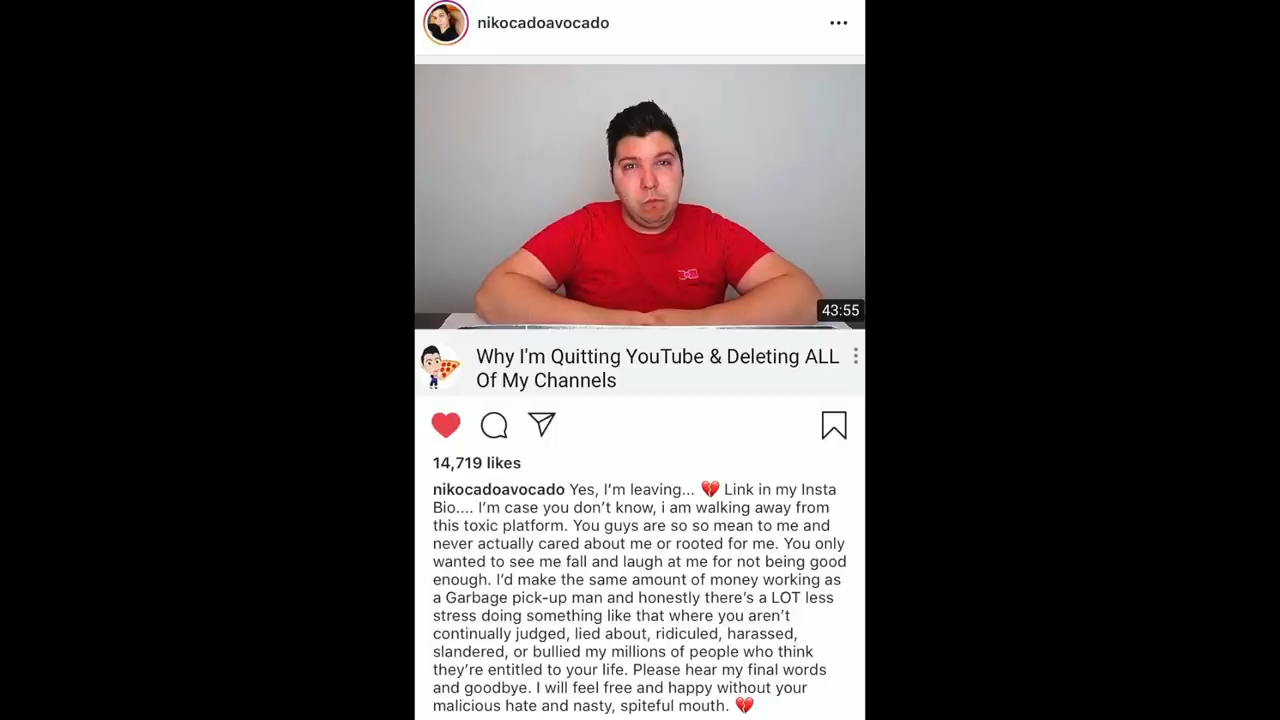 nikocadoavocado
43:55
Why I'm Quitting YouTube & Deleting ALL
Of My Channels
14,719 likes
nikocadoavocado Yes, I’m leaving... 💔 Link in my Insta
Bio.... I’m case you don’t know, i am walking away from
this toxic platform. You guys are so so mean to me and
never actually cared about me or rooted for me. You only
wanted to see me fall and laugh at me for not being good
enough. I’d make the same amount of money working as
a Garbage pick-up man and honestly there’s a LOT less
stress doing something like that where you aren’t
continually judged, lied about, ridiculed, harassed,
slandered, or bullied my millions of people who think
they’re entitled to your life. Please hear my final words
and goodbye. I will feel free and happy without your
malicious hate and nasty, spiteful mouth. 💔